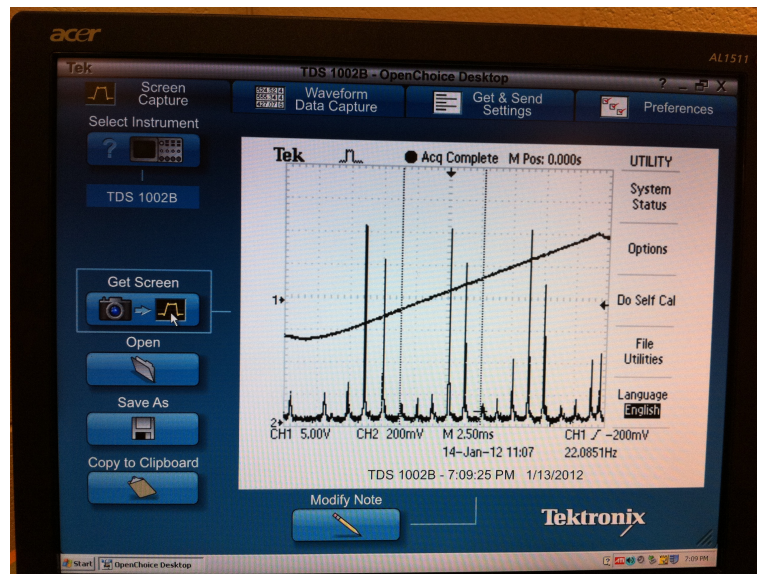 acer
AL1511
Tek
TDS 1002B - OpenChoice Desktop
? _ X
Screen
Capture
Waveform
Data Capture
Get & Send
Settings
Preferences
Select Instrument
?
TDS 1002B
Get Screen
Open
Save As
Copy to Clipboard
Tek
Acq Complete
M Pos: 0.000s
UTILITY
System
Status
Options
Do Self Cal
File
Utilities
Language
English
1
2
CH1 5.00V
CH2 200mV
M 2.50ms
CH1
-200mV
14-Jan-12 11:07
22.0851Hz
TDS 1002B - 7:09:25 PM 1/13/2012
Modify Note
Tektronix
Start
OpenChoice Desktop
7:09 PM